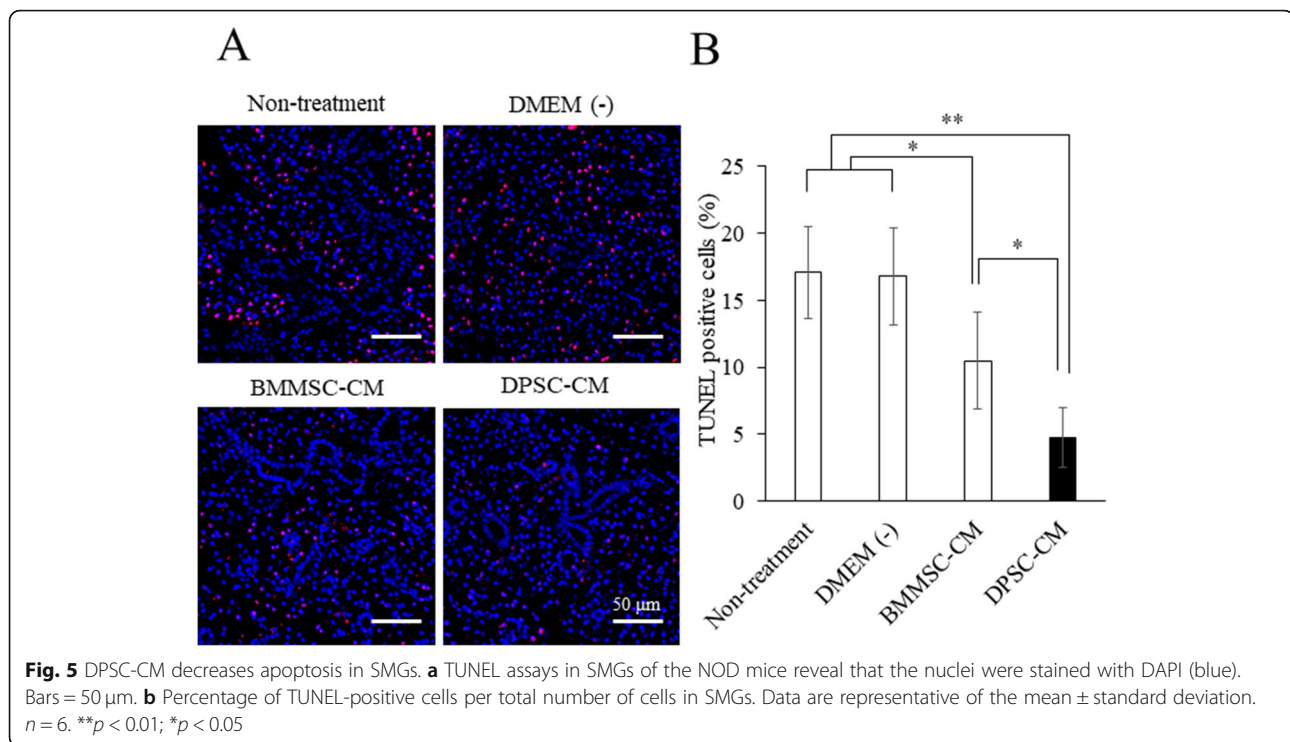 A
B
Non-treatment
DMEM (-)
BMMSC-CM
DPSC-CM
50 μm
**
*
*
TUNEL positive cells (%)
25
20
15
10
5
0
Non-treatment
DMEM (-)
BMMSC-CM
DPSC-CM
Fig. 5 DPSC-CM decreases apoptosis in SMGs. a TUNEL assays in SMGs of the NOD mice reveal that the nuclei were stained with DAPI (blue).
Bars = 50 μm. b Percentage of TUNEL-positive cells per total number of cells in SMGs. Data are representative of the mean ± standard deviation.
n = 6. **p < 0.01; *p < 0.05